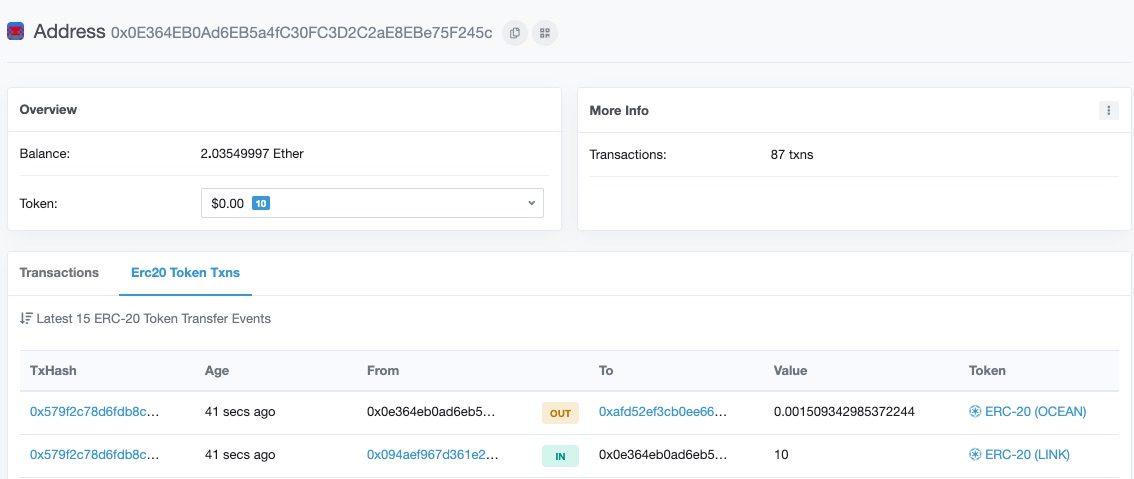 Address 0x0E364EB0Ad6EB5a4fC30FC3D2C2aE8EBe75F245c
Overview
Balance: 2.03549997 Ether
Token: $0.00 10
More Info
Transactions: 87 txns
Transactions Erc20 Token Txns
Latest 15 ERC-20 Token Transfer Events
TxHash Age From To Value Token
0x579f2c78d6fdb8c... 41 secs ago 0x0e364eb0ad6eb5... OUT 0xafd52ef3cb0ee66... 0.001509342985372244 ERC-20 (OCEAN)
0x579f2c78d6fdb8c... 41 secs ago 0x094aef967d361e2... IN 0x0e364eb0ad6eb5... 10 ERC-20 (LINK)